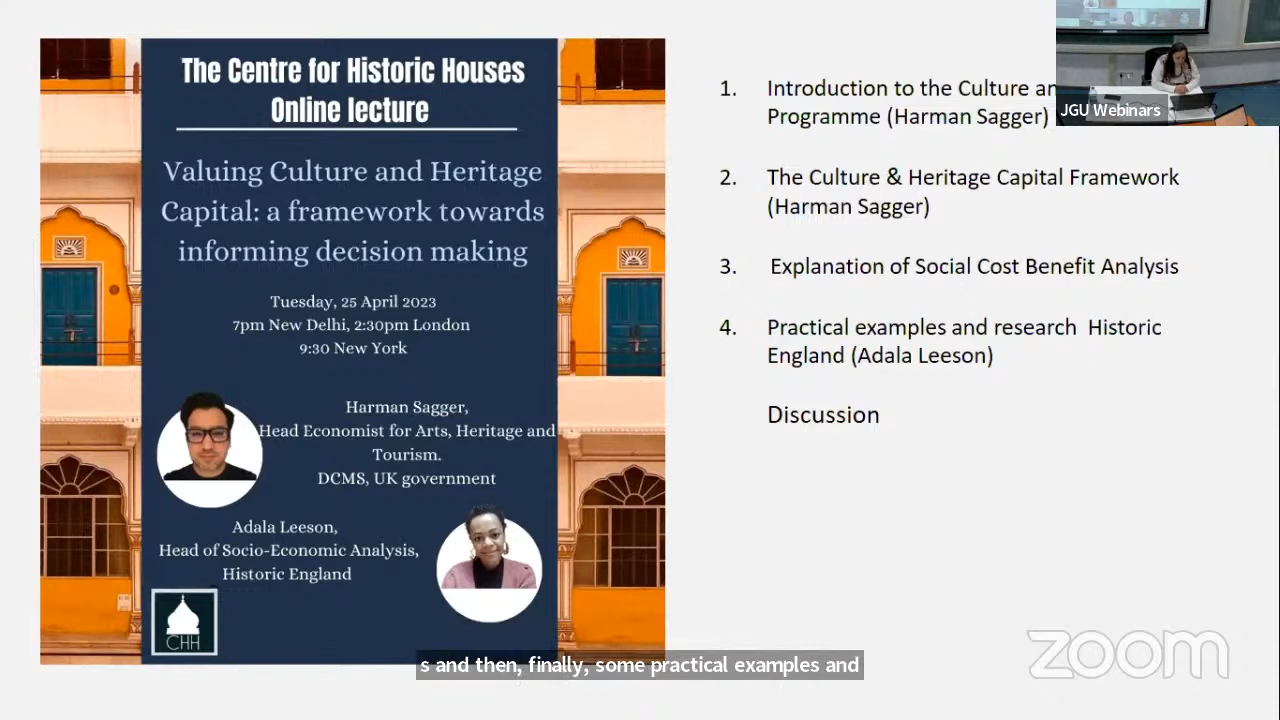 The Centre for Historic Houses
Online lecture
Valuing Culture and Heritage
Capital: a framework towards
informing decision making
Tuesday, 25 April 2023
7pm New Delhi, 2:30pm London
9:30 New York
Harman Sagger,
Head Economist for Arts, Heritage and
Tourism.
DCMS, UK government
Adala Leeson,
Head of Socio-Economic Analysis,
Historic England
CHH
1. Introduction to the Culture an
Programme (Harman Sagger)
2. The Culture & Heritage Capital Framework
(Harman Sagger)
3. Explanation of Social Cost Benefit Analysis
4. Practical examples and research Historic
England (Adala Leeson)
Discussion
JGU Webinars
zoom
s and then, finally, some practical examples and